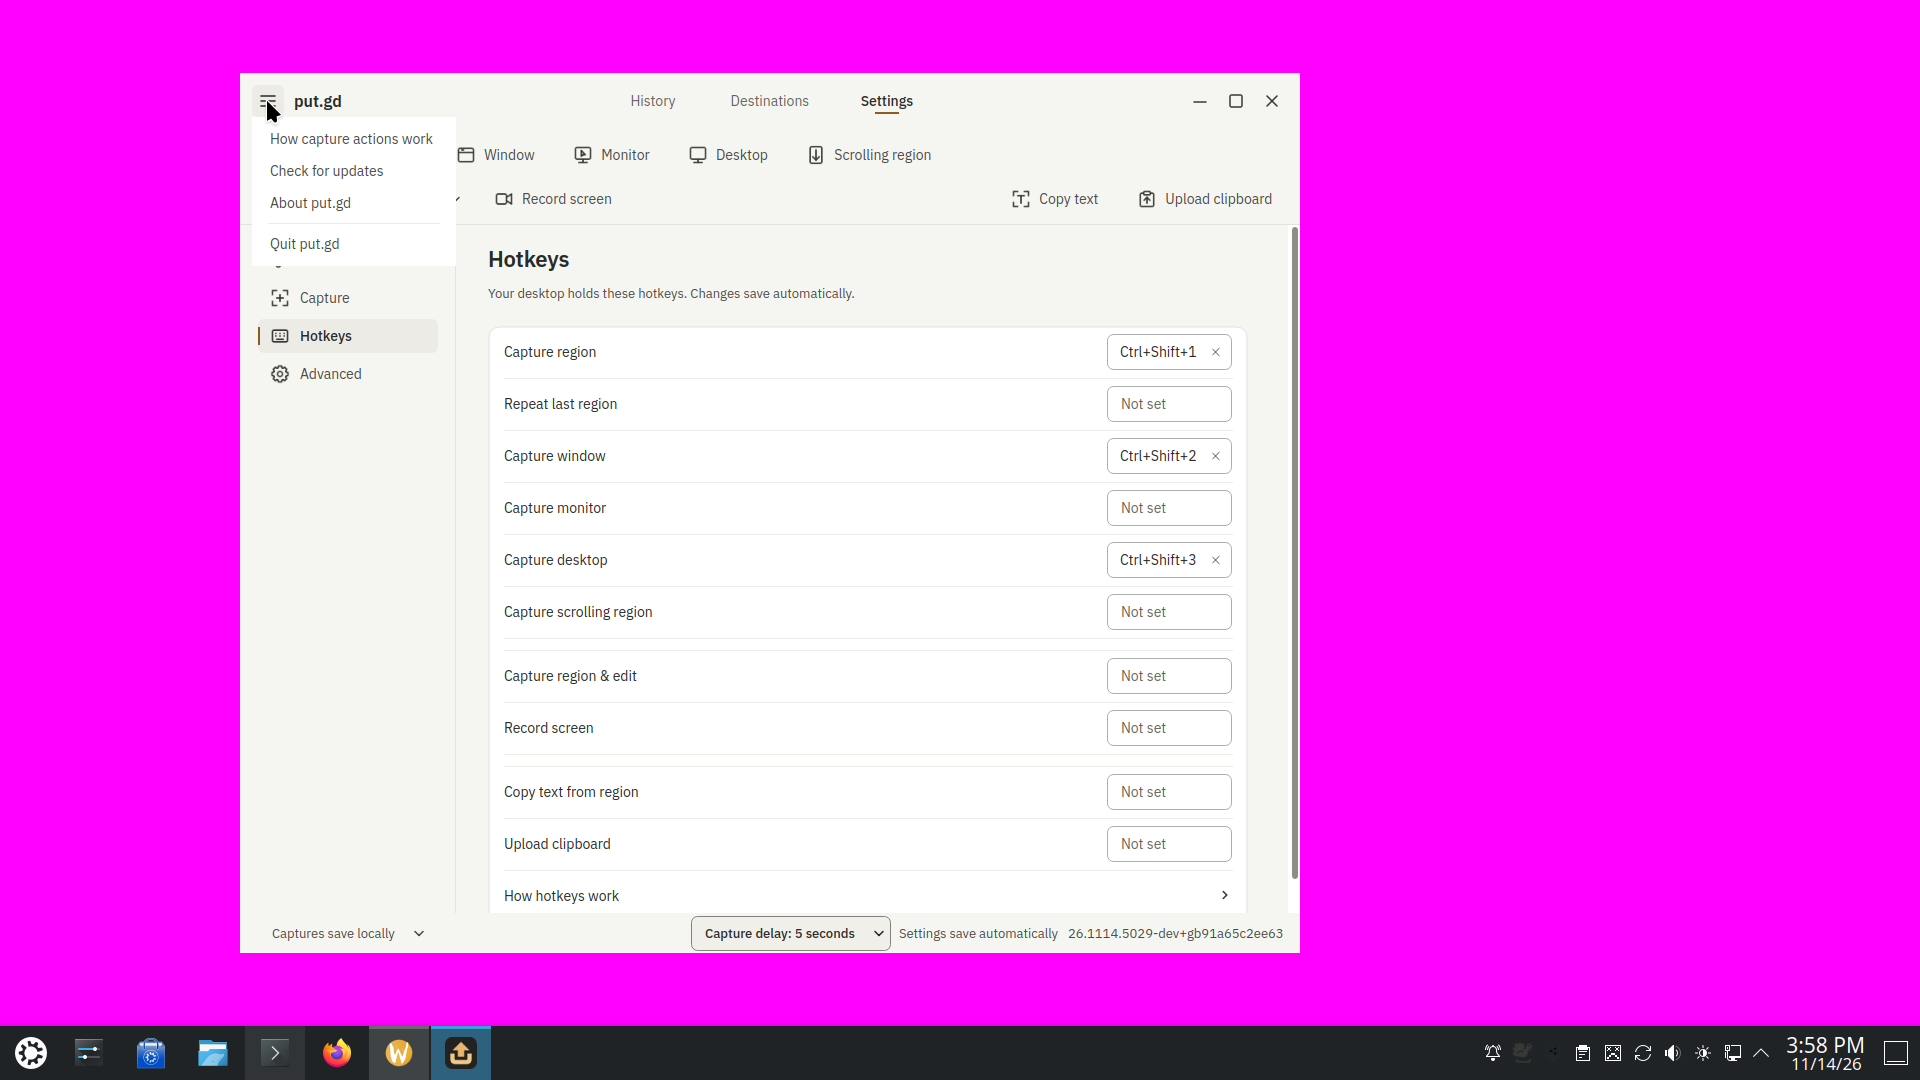 put.gd
History
Destinations
Settings
How capture actions work
Check for updates
About put.gd
Quit put.gd
Window
Monitor
Desktop
Scrolling region
Record screen
Copy text
Upload clipboard
Capture
Hotkeys
Advanced
Hotkeys
Your desktop holds these hotkeys. Changes save automatically.
Capture region Ctrl+Shift+1
Repeat last region Not set
Capture window Ctrl+Shift+2
Capture monitor Not set
Capture desktop Ctrl+Shift+3
Capture scrolling region Not set
Capture region & edit Not set
Record screen Not set
Copy text from region Not set
Upload clipboard Not set
How hotkeys work
Captures save locally
Capture delay: 5 seconds
Settings save automatically
26.1114.5029-dev+gb91a65c2ee63
3:58 PM
11/14/26